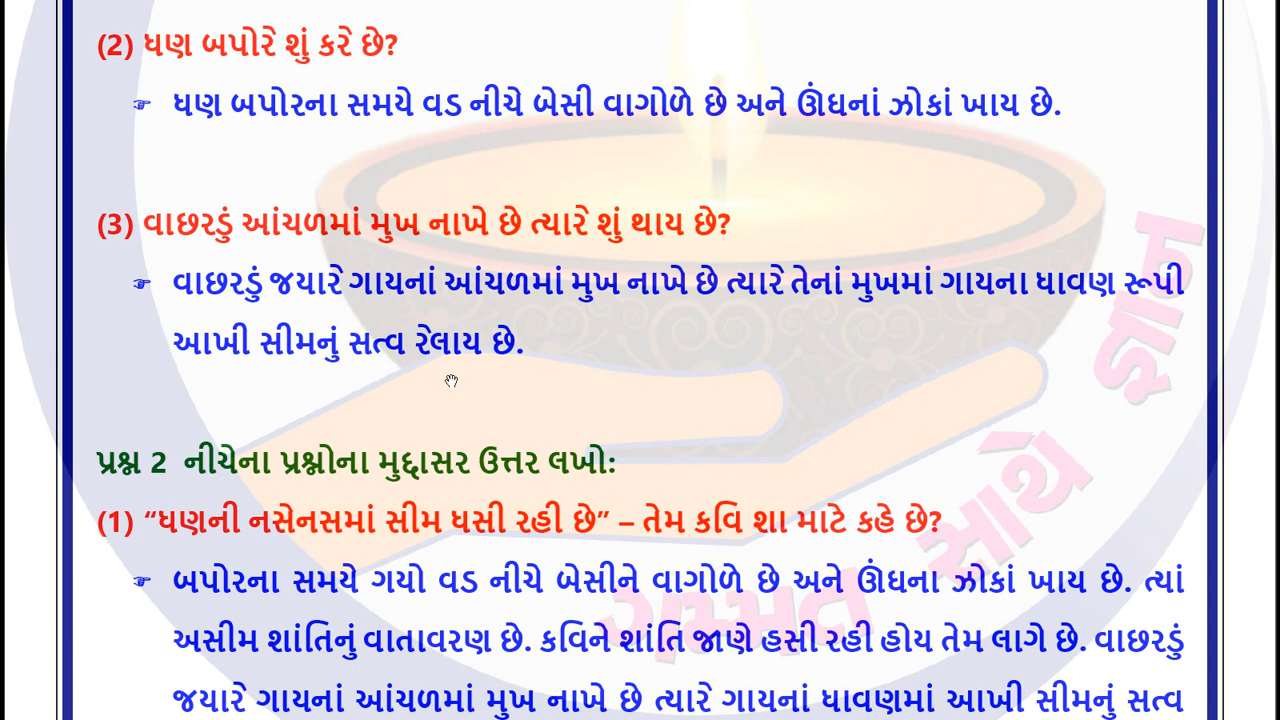 (2) ધણ બપોરે શું કરે છે?
☞ ધણ બપોરના સમયે વડ નીચે બેસી વાગોળે છે અને ઊંઘનાં ઝોકાં ખાય છે.
(3) વાછરડું આંચળમાં મુખ નાખે છે ત્યારે શું થાય છે?
☞ વાછરડું જયારે ગાયનાં આંચળમાં મુખ નાખે છે ત્યારે તેનાં મુખમાં ગાયના ધાવણ રૂપી
આખી સીમનું સત્વ રેલાય છે.
પ્રશ્ન 2 નીચેના પ્રશ્નોના મુદ્દાસર ઉત્તર લખો:
(1) “ધણની નસેનસમાં સીમ ધસી રહી છે” – તેમ કવિ શા માટે કહે છે?
☞ બપોરના સમયે ગયો વડ નીચે બેસીને વાગોળે છે અને ઊંઘના ઝોકાં ખાય છે. ત્યાં
અસીમ શાંતિનું વાતાવરણ છે. કવિને શાંતિ જાણે હસી રહી હોય તેમ લાગે છે. વાછરડું
જયારે ગાયનાં આંચળમાં મુખ નાખે છે ત્યારે ગાયનાં ધાવણમાં આખી સીમનું સત્વ
ગમ્મત સાથે જ્ઞાન